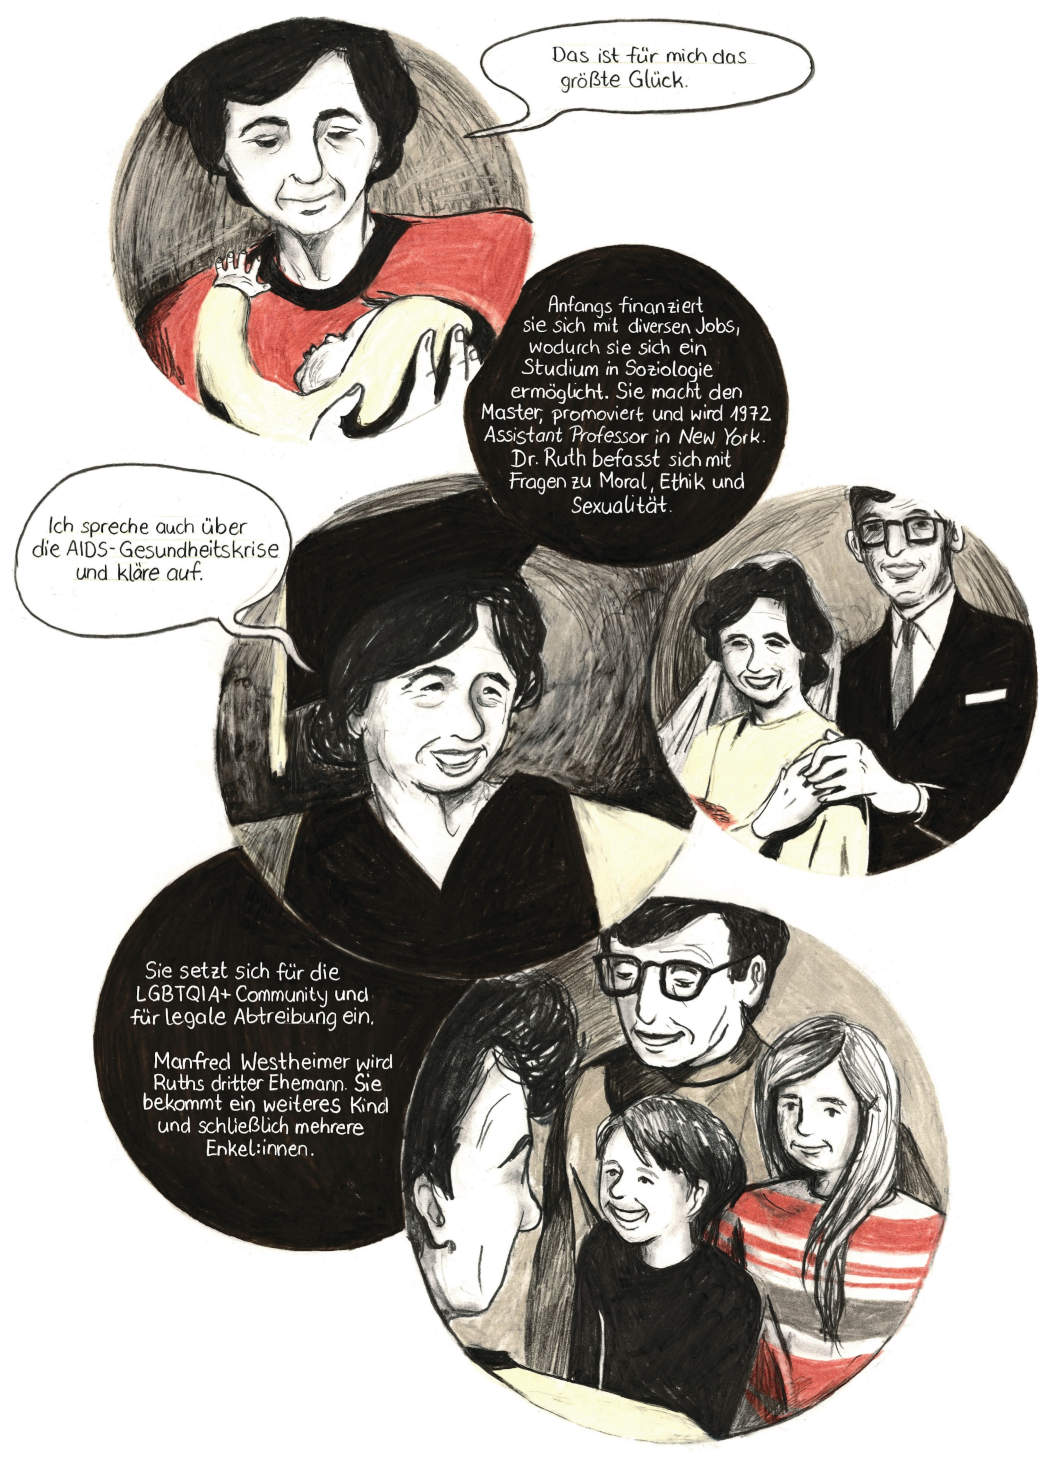 Das ist für mich das
größte Glück.
Anfangs finanziert
sie sich mit diversen Jobs,
wodurch sie sich ein
Studium in Soziologie
ermöglicht. Sie macht den
Master, promoviert und wird 1972
Assistant Professor in New York.
Dr. Ruth befasst sich mit
Fragen zu Moral, Ethik und
Sexualität.
Ich spreche auch über
die AIDS-Gesundheitskrise
und kläre auf.
Sie setzt sich für die
LGBTQIA+ Community und
für legale Abtreibung ein.
Manfred Westheimer wird
Ruths dritter Ehemann. Sie
bekommt ein weiteres Kind
und schließlich mehrere
Enkel:innen.